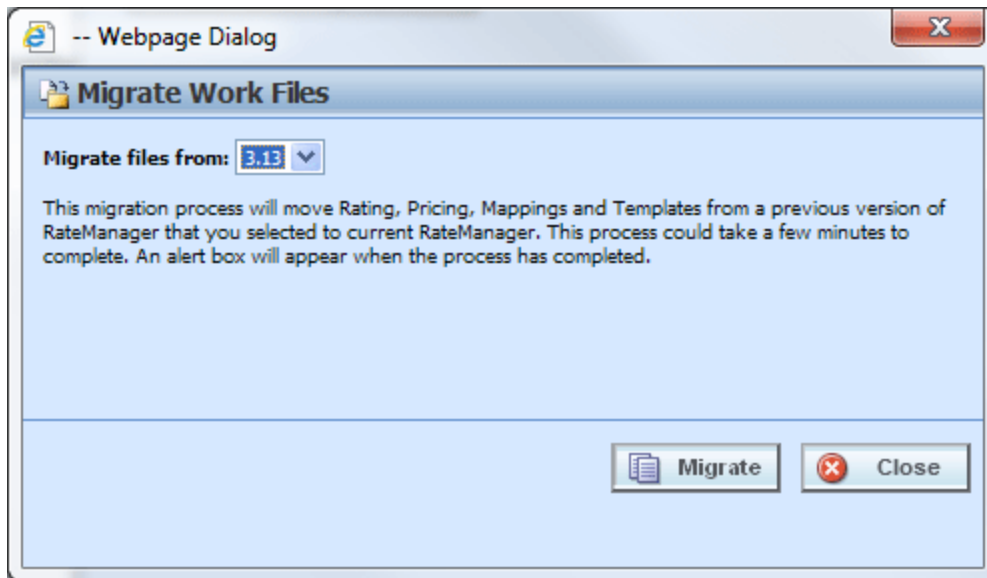 -- Webpage Dialog
Migrate Work Files
Migrate files from: 3.13
This migration process will move Rating, Pricing, Mappings and Templates from a previous version of
RateManager that you selected to current RateManager. This process could take a few minutes to
complete. An alert box will appear when the process has completed.
Migrate Close